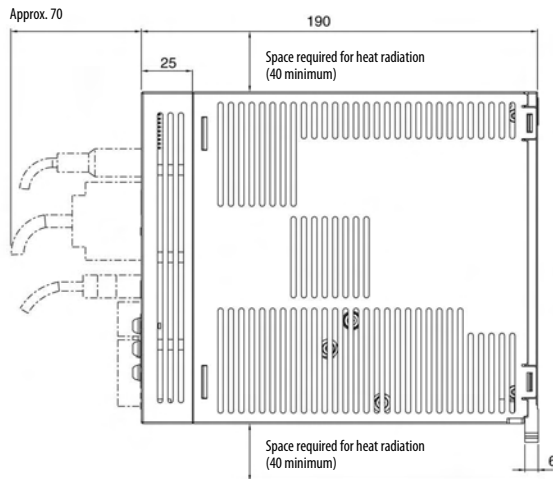 Approx. 70
190
25
Space required for heat radiation
(40 minimum)
Space required for heat radiation
(40 minimum)
6